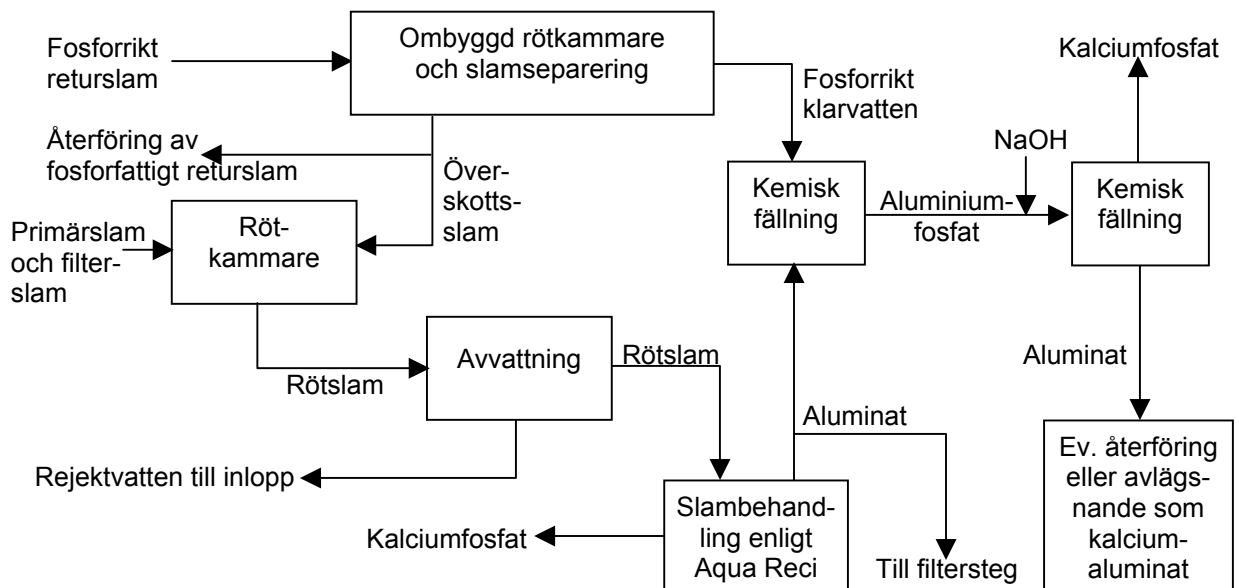 Fosforrikt
returslam
Ombyggd rötkammare
och slamseparering
Fosforrikt
klarvatten
Kalciumfosfat
Återföring av
fosforfattigt returslam
Över-
skotts-
slam
NaOH
Kemisk
fällning
Aluminium-
fosfat
Kemisk
fällning
Primärslam
och filter-
slam
Röt-
kammare
Rötslam
Avvattning
Rötslam
Aluminat
Aluminat
Rejektvatten till inlopp
Kalciumfosfat
Slambehand-
ling enligt
Aqua Reci
Till filtersteg
Ev. återföring
eller avlägs-
nande som
kalcium-
aluminat